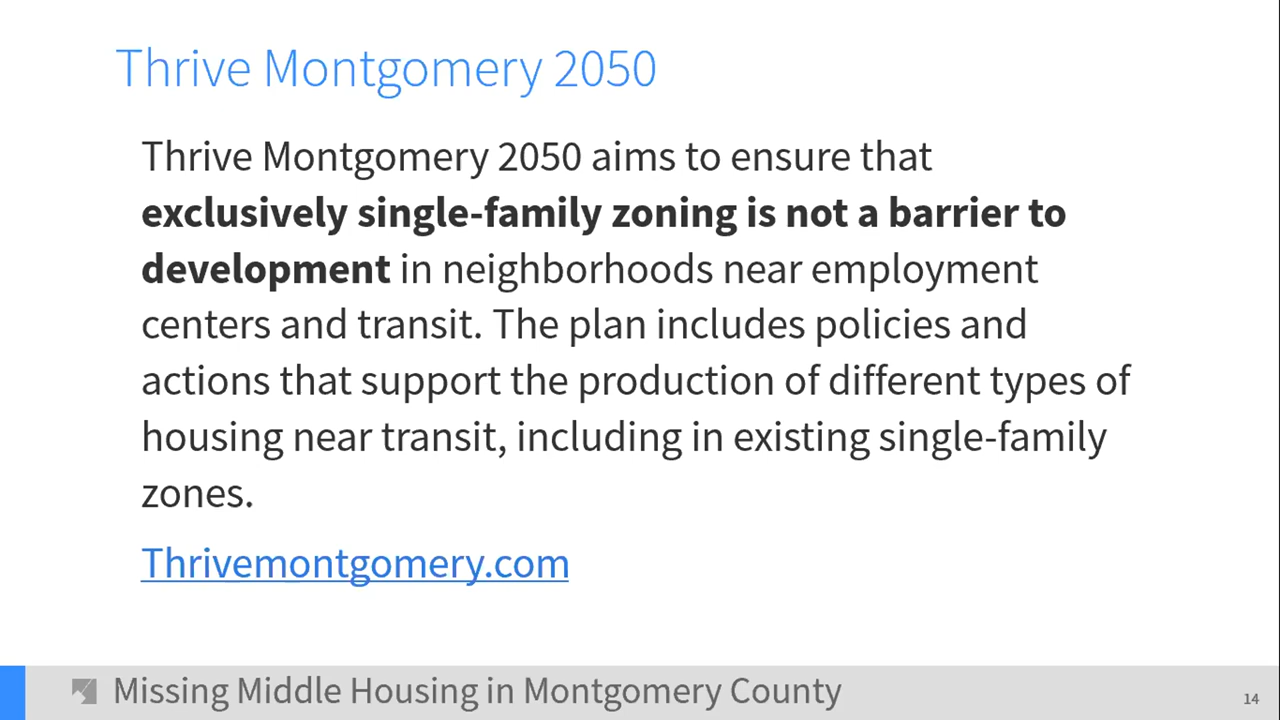 Thrive Montgomery 2050
Thrive Montgomery 2050 aims to ensure that
exclusively single-family zoning is not a barrier to
development in neighborhoods near employment
centers and transit. The plan includes policies and
actions that support the production of different types of
housing near transit, including in existing single-family
zones.
Thrivemontgomery.com
Missing Middle Housing in Montgomery County
14